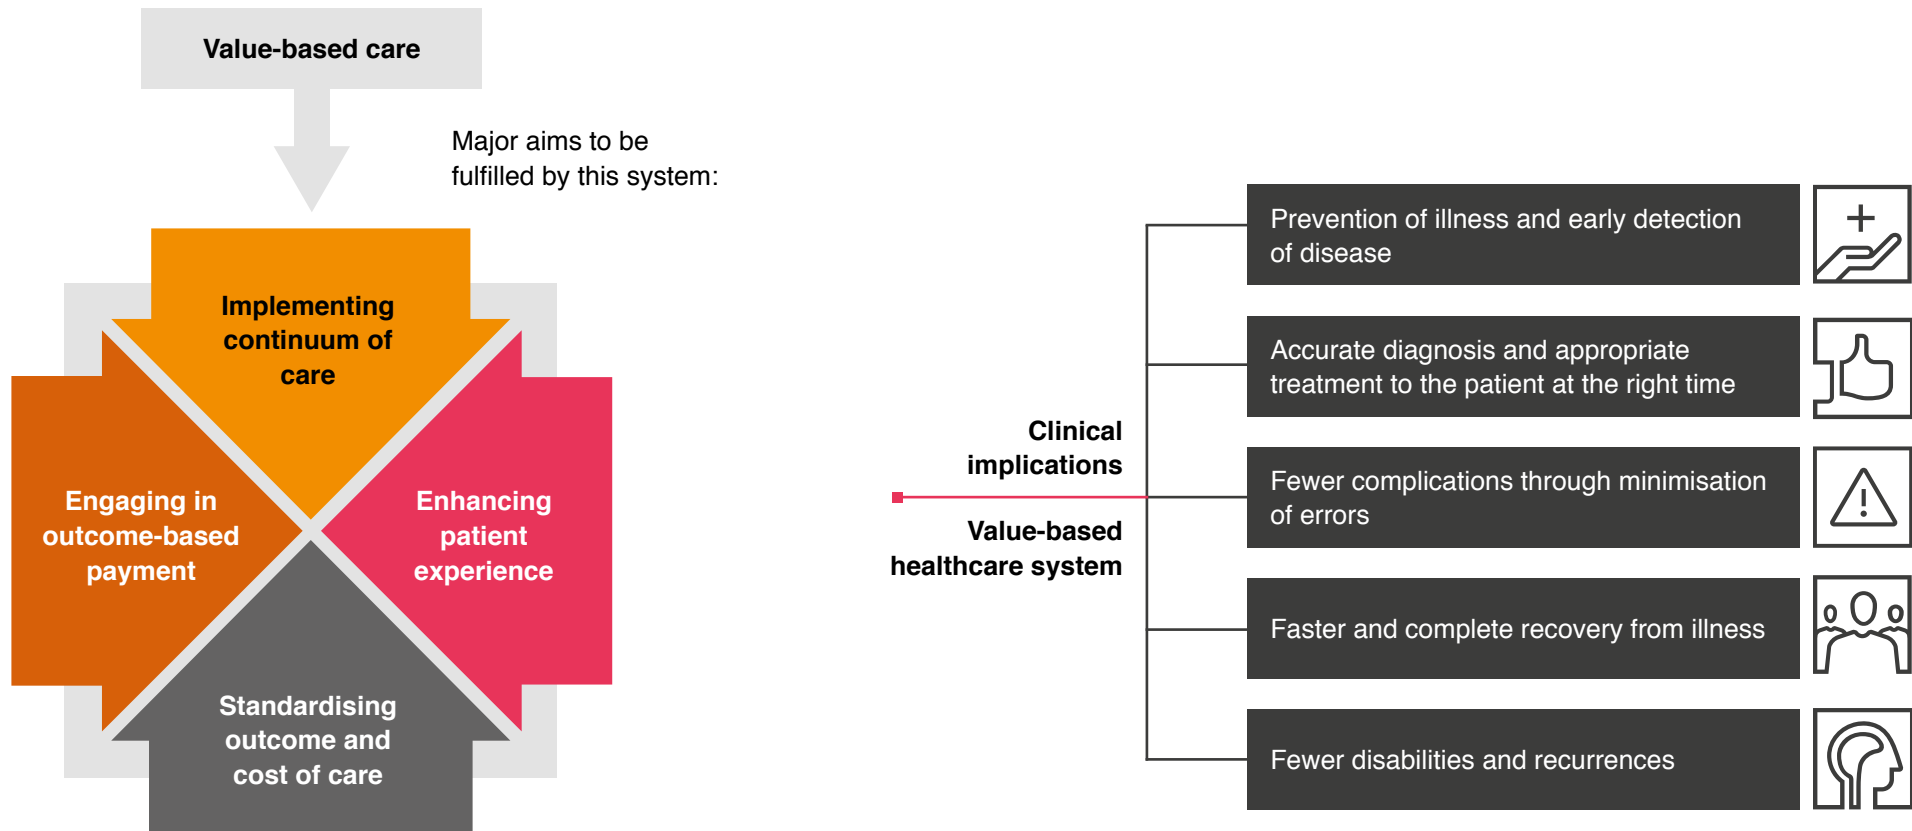 Value-based care
Major aims to be
fulfilled by this system:
Implementing
continuum of
care
Engaging in
outcome-based
payment
Enhancing
patient
experience
Standardising
outcome and
cost of care
Clinical
implications
Value-based
healthcare system
Prevention of illness and early detection
of disease
Accurate diagnosis and appropriate
treatment to the patient at the right time
Fewer complications through minimisation
of errors
Faster and complete recovery from illness
Fewer disabilities and recurrences